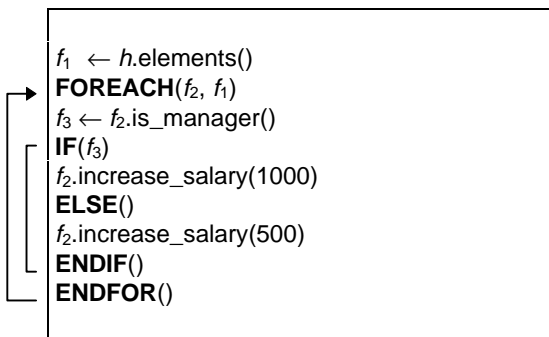 f₁ ← h.elements()
FOREACH(f₂, f₁)
f₃ ← f₂.is_manager()
IF(f₃)
f₂.increase_salary(1000)
ELSE()
f₂.increase_salary(500)
ENDIF()
ENDFOR()